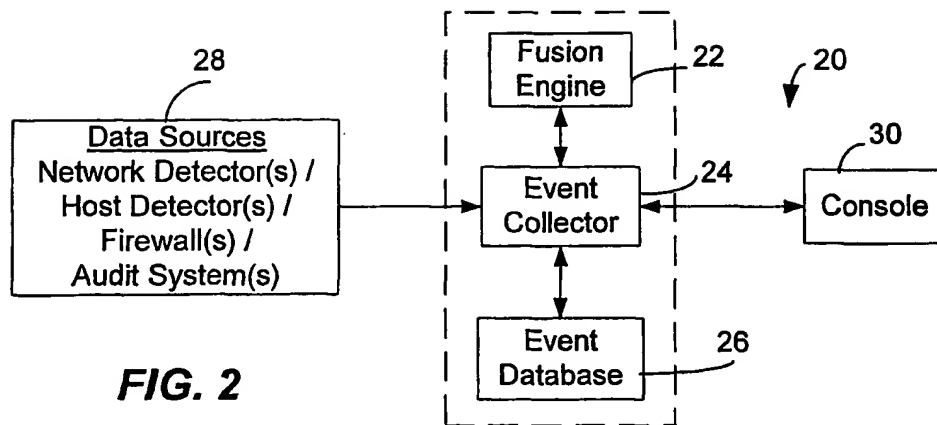 28
Data Sources
Network Detector(s) /
Host Detector(s) /
Firewall(s) /
Audit System(s)
Fusion
Engine
22
20
Event
Collector
24
30
Console
Event
Database
26
FIG. 2